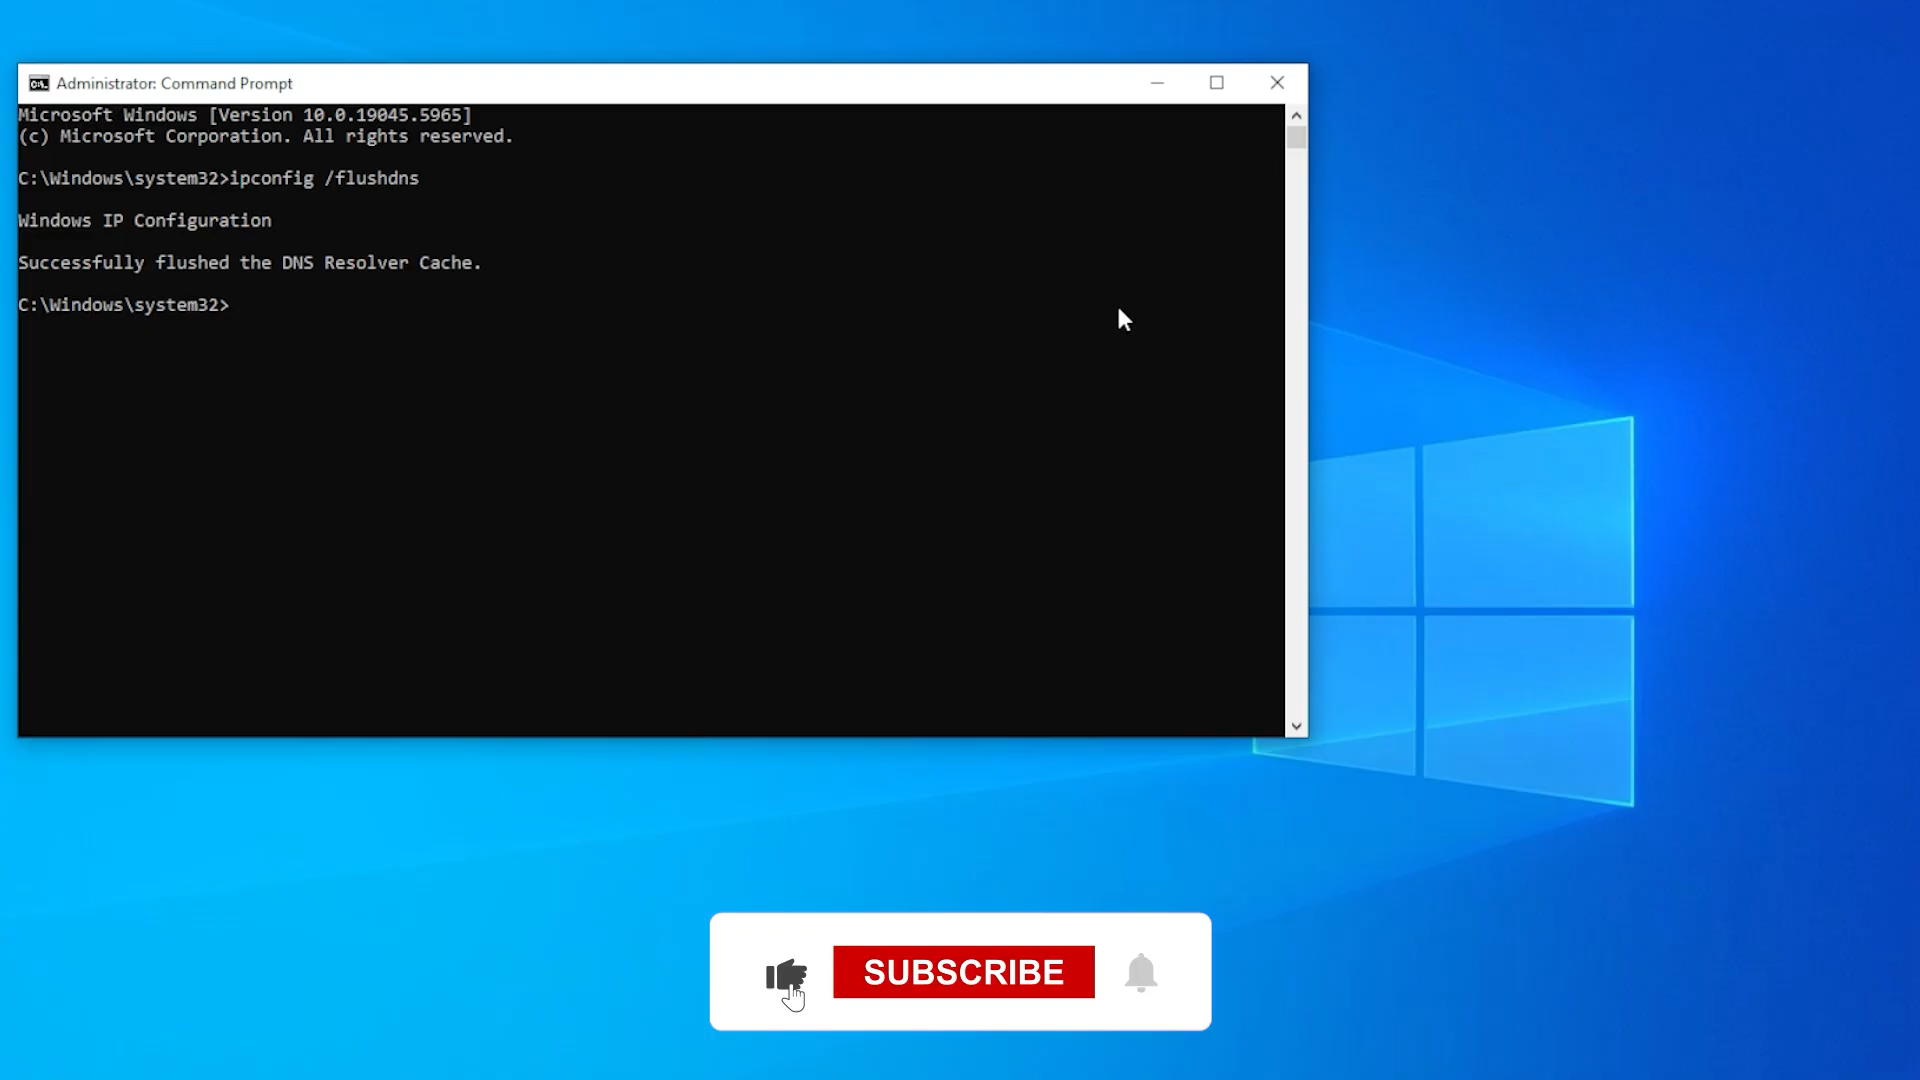 Administrator: Command Prompt
Microsoft Windows [Version 10.0.19045.5965]
(c) Microsoft Corporation. All rights reserved.
C:\Windows\system32>ipconfig /flushdns
Windows IP Configuration
Successfully flushed the DNS Resolver Cache.
C:\Windows\system32>
SUBSCRIBE